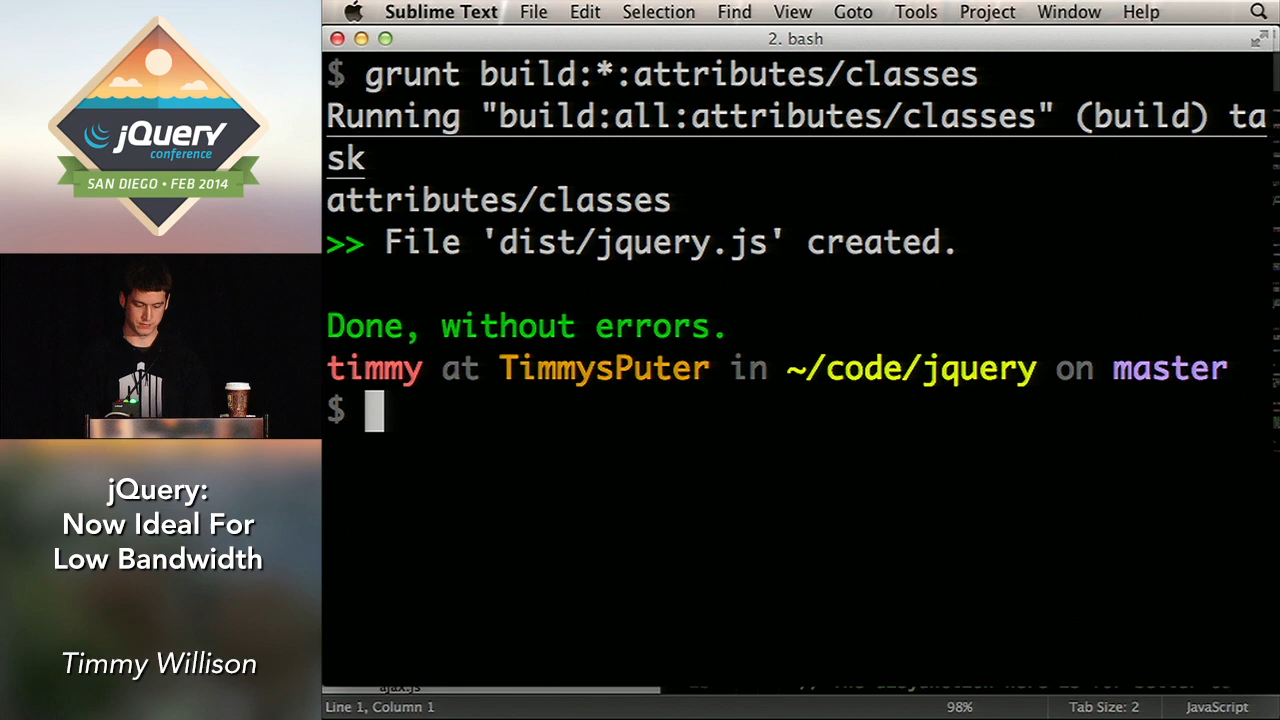 jQuery
conference
SAN DIEGO • FEB 2014
jQuery:
Now Ideal For
Low Bandwidth
Timmy Willison
Sublime Text File Edit Selection Find View Goto Tools Project Window Help
2. bash
$ grunt build:*:attributes/classes
Running "build:all:attributes/classes" (build) ta
sk
attributes/classes
>> File 'dist/jquery.js' created.
Done, without errors.
timmy at TimmysPuter in ~/code/jquery on master
$
ajax.js
Line 1, Column 1 98% Tab Size: 2 JavaScript